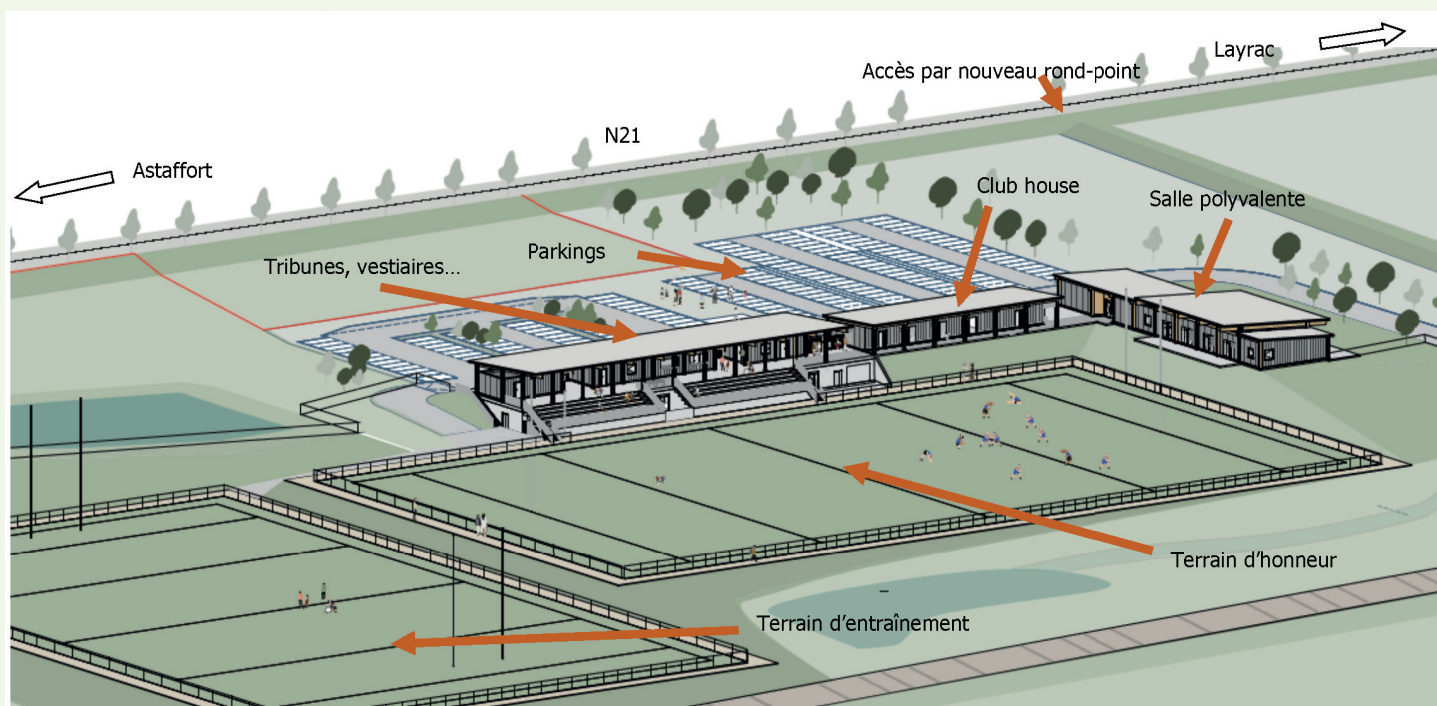 Layrac
Accès par nouveau rond-point
N21
Astaffort
Club house
Salle polyvalente
Parkings
Tribunes, vestiaires…
Terrain d'honneur
Terrain d'entraînement